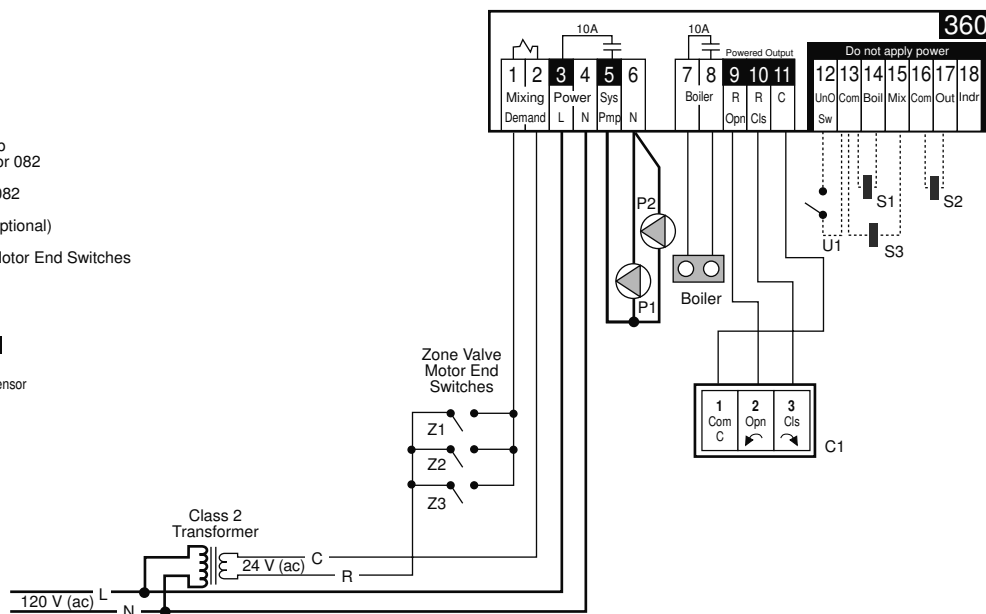 360
Do not apply power
10A
10A
Powered Output
1 2 3 4 5 6 7 8 9 10 11 12 13 14 15 16 17 18
Mixing Power Sys Boiler R R C UnO Com Boil Mix Com Out Indr
Demand L N Pmp N Opn Cls Sw
or 082
082
ptional)
Motor End Switches
ensor
P2
P1
Boiler
U1
S1
S3
S2
Zone Valve
Motor End
Switches
Z1
Z2
Z3
1 2 3
Com Opn Cls
C
C1
Class 2
Transformer
24 V (ac)
C
R
120 V (ac)
L
N